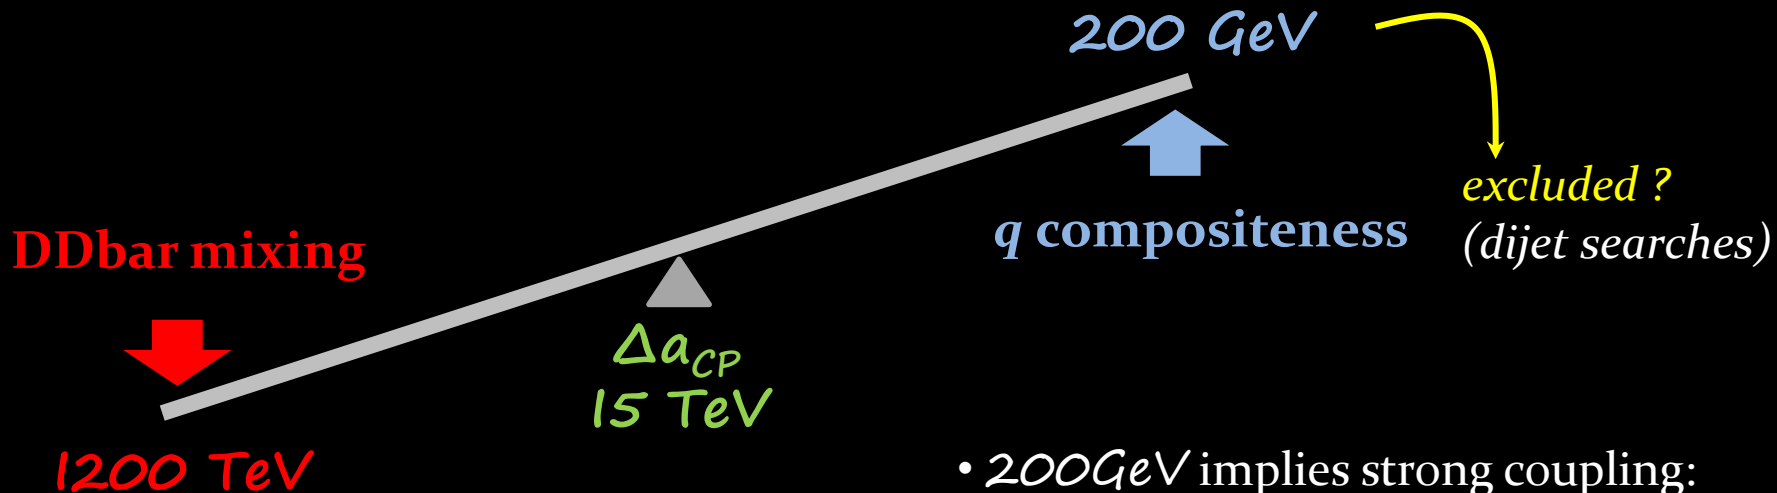 200 GeV
excluded ?
(dijet searches)
q compositeness
DDbar mixing
Δa_CP
15 TeV
1200 TeV
• 200GeV implies strong coupling: